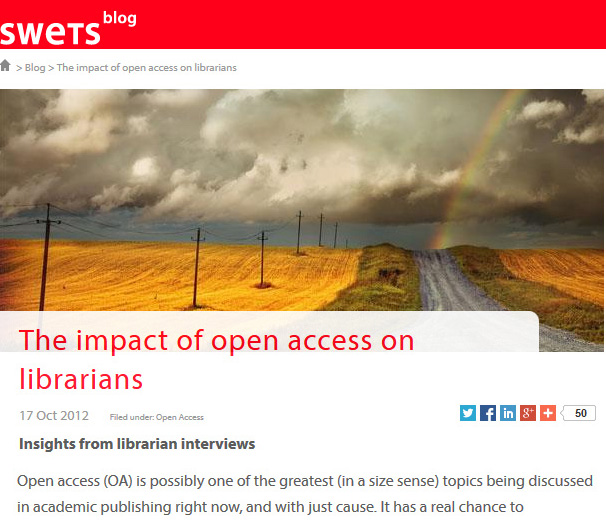 swets blog
> Blog > The impact of open access on librarians
The impact of open access on
librarians
17 Oct 2012 Filed under: Open Access
50
Insights from librarian interviews
Open access (OA) is possibly one of the greatest (in a size sense) topics being discussed
in academic publishing right now, and with just cause. It has a real chance to